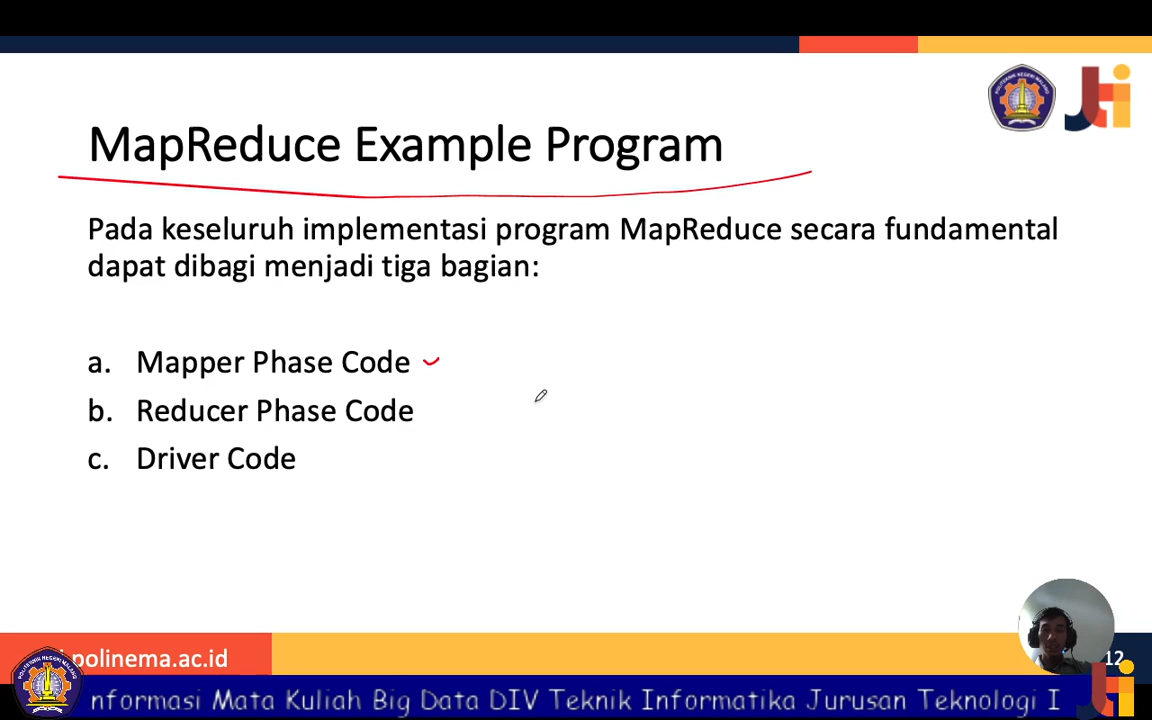 MapReduce Example Program
Pada keseluruh implementasi program MapReduce secara fundamental
dapat dibagi menjadi tiga bagian:
a. Mapper Phase Code
b. Reducer Phase Code
c. Driver Code
polinema.ac.id
12
nformasi Mata Kuliah Big Data DIV Teknik Informatika Jurusan Teknologi I